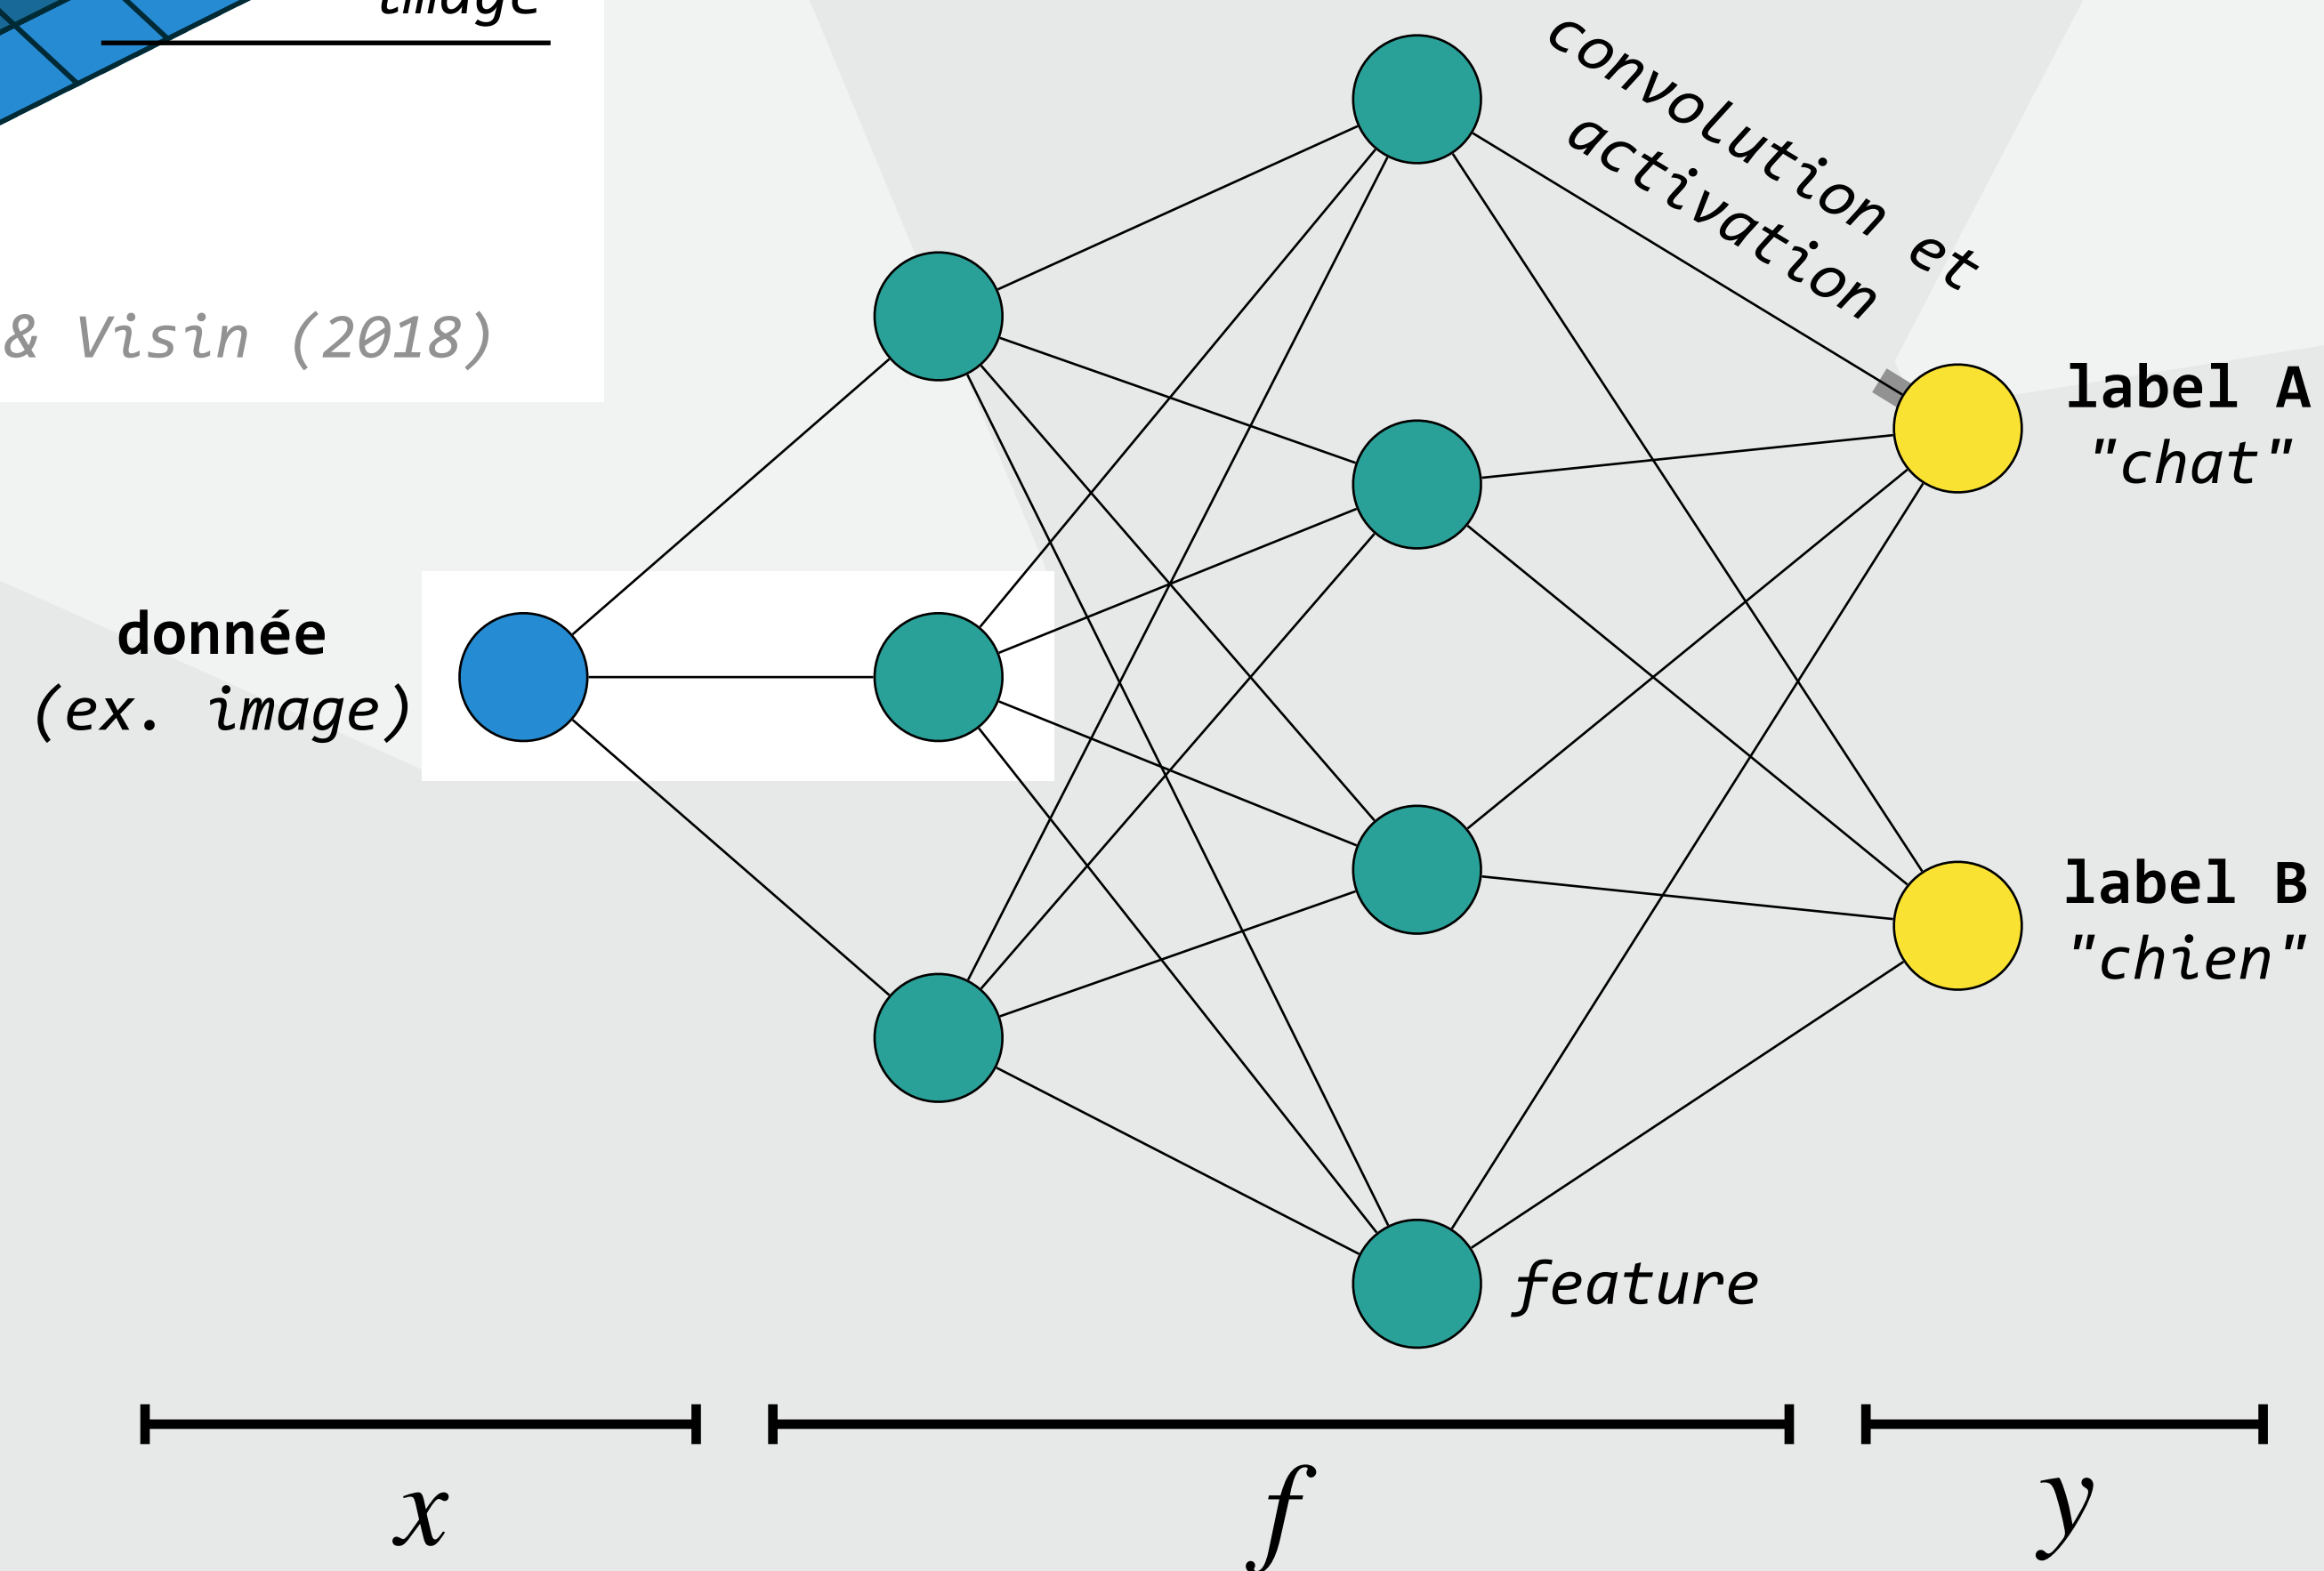 image
& Visin (2018)
convolution et
activation
label A
"chat"
donnée
(ex. image)
label B
"chien"
feature
x
f
y